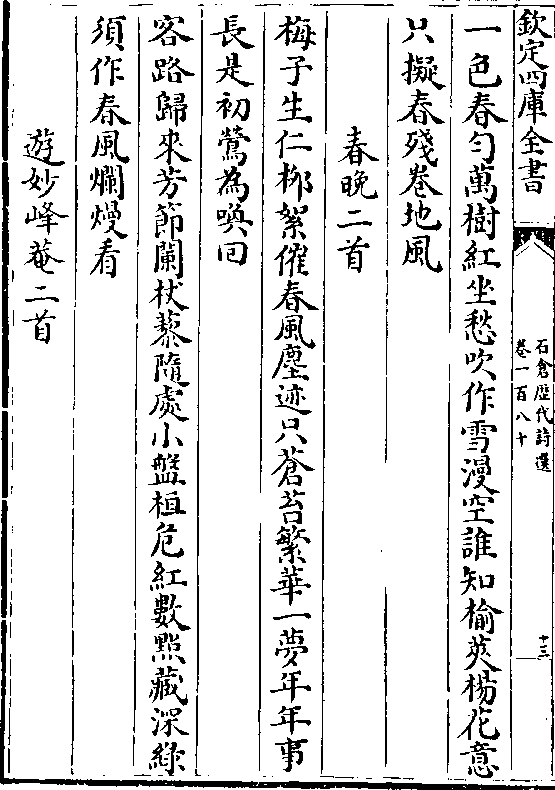 欽定四庫全書
石倉歷代詩選
卷一百八十
十三
一色春勻萬樹紅坐愁吹作雪漫空誰知榆莢楊花意
只擬春殘卷地風
春晚二首
梅子生仁柳絮催春風塵迹只蒼苔繁華一夢年年事
長是初鶯為喚回
客路歸來芳節闌杖藜隨處小盤桓危紅數點藏深綠
須作春風爛熳看
遊妙峰菴二首